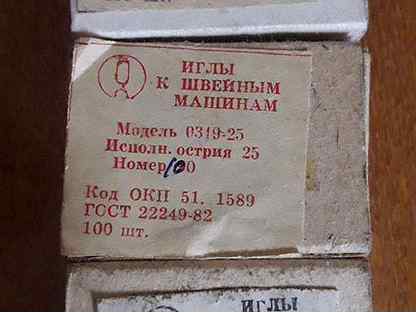 ИГЛЫ
К ШВЕЙНЫМ
МАШИНАМ
Модель 0319-25
Исполн. острия 25
Номер 100
Код ОКП 51. 1589
ГОСТ 22249-82
100 шт.
ИГЛЫ